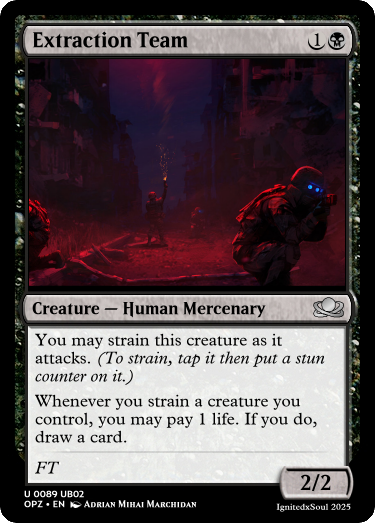 Extraction Team 1
Creature — Human Mercenary
You may strain this creature as it
attacks. (To strain, tap it then put a stun
counter on it.)
Whenever you strain a creature you
control, you may pay 1 life. If you do,
draw a card.
FT
2/2
U 0089 UB02
OPZ • EN Adrian Mihai Marchidan
IgnitedxSoul 2025